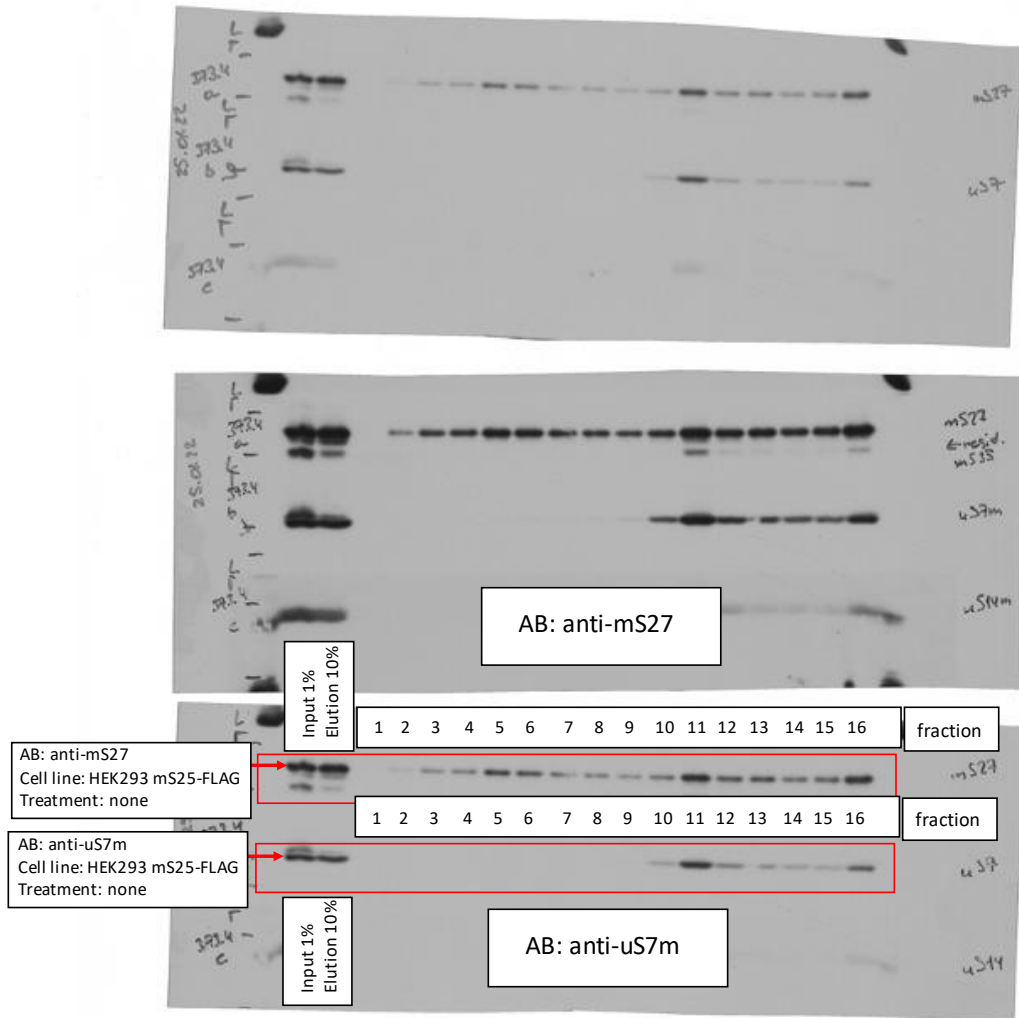 373.4
a
mS27
25.01.22
373.4
b
uS7
373.4
c
373.4
mS27
resid.
mS35
25.01.22
373.4
b
uS7m
373.4
c
uS14m
AB: anti-mS27
Input 1%
Elution 10%
1 2 3 4 5 6 7 8 9 10 11 12 13 14 15 16 fraction
AB: anti-mS27
Cell line: HEK293 mS25-FLAG
Treatment: none
mS27
1 2 3 4 5 6 7 8 9 10 11 12 13 14 15 16 fraction
AB: anti-uS7m
Cell line: HEK293 mS25-FLAG
Treatment: none
uS7
Input 1%
Elution 10%
AB: anti-uS7m
373.4
c
uS14